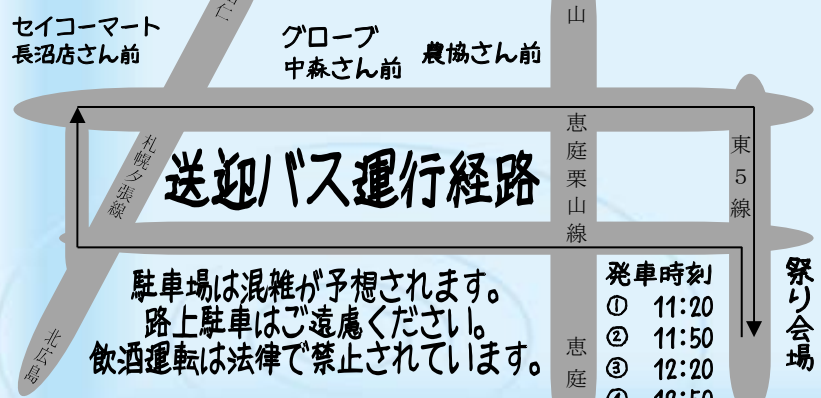 仁
山
セイコーマート
長沼店さん前
グローブ
中森さん前
農協さん前
恵庭栗山線
東5線
札幌夕張線
送迎バス運行経路
駐車場は混雑が予想されます。
路上駐車はご遠慮ください。
飲酒運転は法律で禁止されています。
北広島
恵庭
発車時刻
① 11:20
② 11:50
③ 12:20
祭り会場